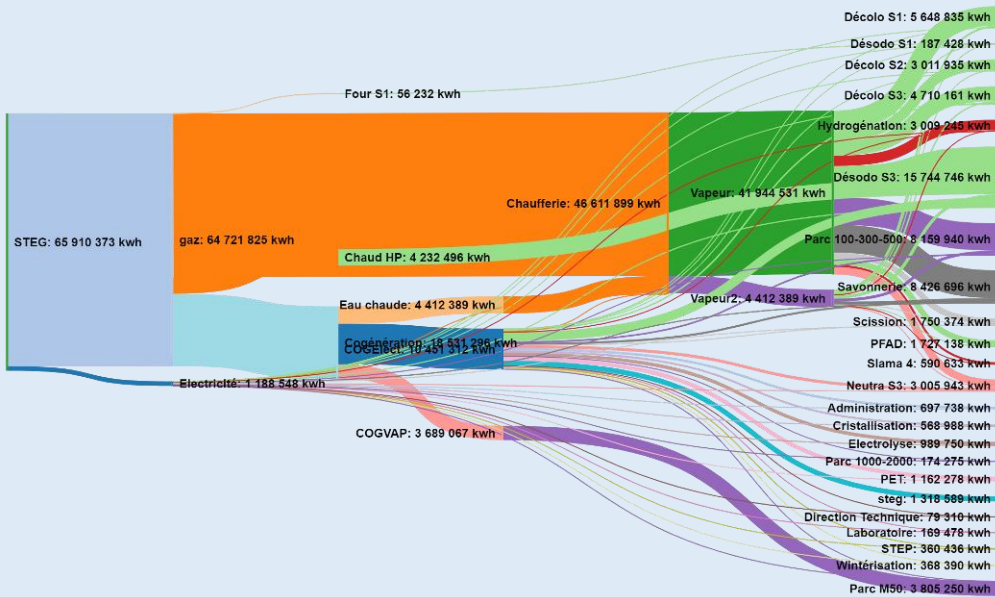 STEG: 65 910 373 kwh
gaz: 64 721 825 kwh
Electricité: 1 188 548 kwh
Four S1: 56 232 kwh
Chaud HP: 4 232 496 kwh
Eau chaude: 4 412 389 kwh
Cogénération: 18 531 296 kwh
COGElect: 10 451 312 kwh
COGVAP: 3 689 067 kwh
Chaufferie: 46 611 899 kwh
Vapeur: 41 944 531 kwh
Vapeur2: 4 412 389 kwh
Décolo S1: 5 648 835 kwh
Désodo S1: 187 428 kwh
Décolo S2: 3 011 935 kwh
Décolo S3: 4 710 161 kwh
Hydrogénation: 3 009 245 kwh
Désodo S3: 15 744 746 kwh
Parc 100-300-500: 8 159 940 kwh
Savonnerie: 8 426 696 kwh
Scission: 1 750 374 kwh
PFAD: 1 727 138 kwh
Slama 4: 590 633 kwh
Neutra S3: 3 005 943 kwh
Administration: 697 738 kwh
Cristallisation: 568 988 kwh
Electrolyse: 989 750 kwh
Parc 1000-2000: 174 275 kwh
PET: 1 162 278 kwh
steg: 1 318 589 kwh
Direction Technique: 79 310 kwh
Laboratoire: 169 478 kwh
STEP: 360 436 kwh
Wintérisation: 368 390 kwh
Parc M50: 3 805 250 kwh